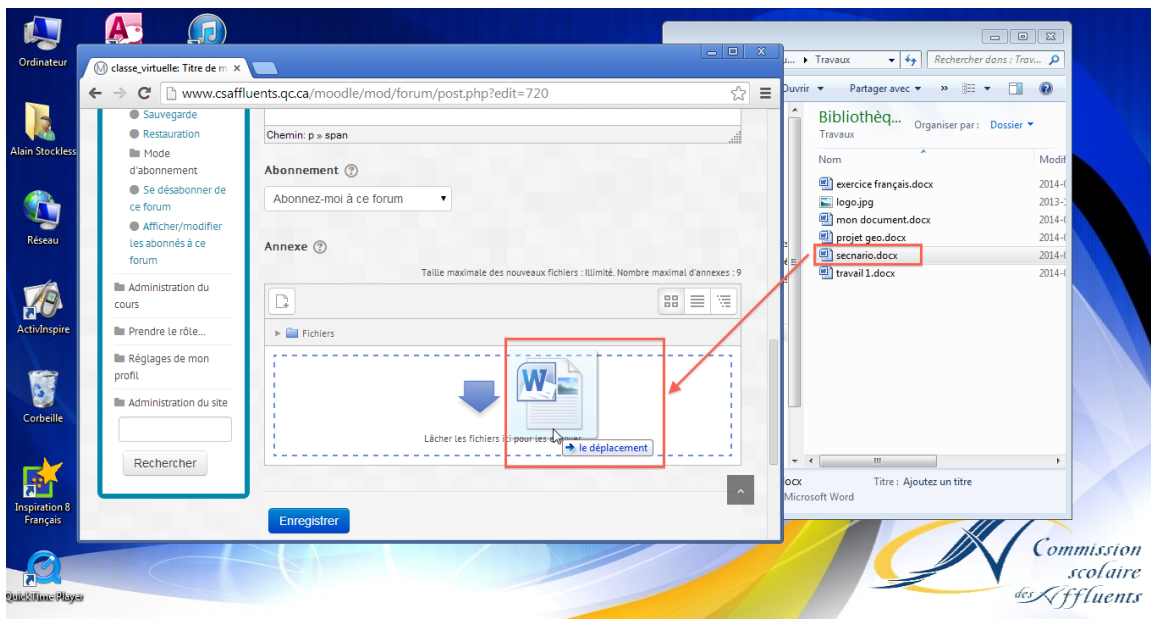 Ordinateur
Alain Stockless
Réseau
ActivInspire
Corbeille
Inspiration 8
Français
QuickTime Player
classe_virtuelle: Titre de m
www.csaffluents.qc.ca/moodle/mod/forum/post.php?edit=720
Sauvegarde
Restauration
Mode
d'abonnement
Se désabonner de
ce forum
Afficher/modifier
les abonnés à ce
forum
Administration du
cours
Prendre le rôle...
Réglages de mon
profil
Administration du site
Rechercher
Chemin: p » span
Abonnement
Abonnez-moi à ce forum
Annexe
Taille maximale des nouveaux fichiers : Illimité. Nombre maximal d'annexes : 9
Fichiers
Lâcher les fichiers ici pour les
le déplacement
Enregistrer
Travaux
Rechercher dans : Trav...
Ouvrir
Partager avec
»
Bibliothèq...
Travaux
Organiser par :
Dossier
Nom
Modif
exercice français.docx
2014-0
logo.jpg
2013-
mon document.docx
2014-0
projet geo.docx
2014-0
secnario.docx
2014-0
travail 1.docx
2014-0
Titre : Ajoutez un titre
Microsoft Word
Commission
scolaire
des Affluents